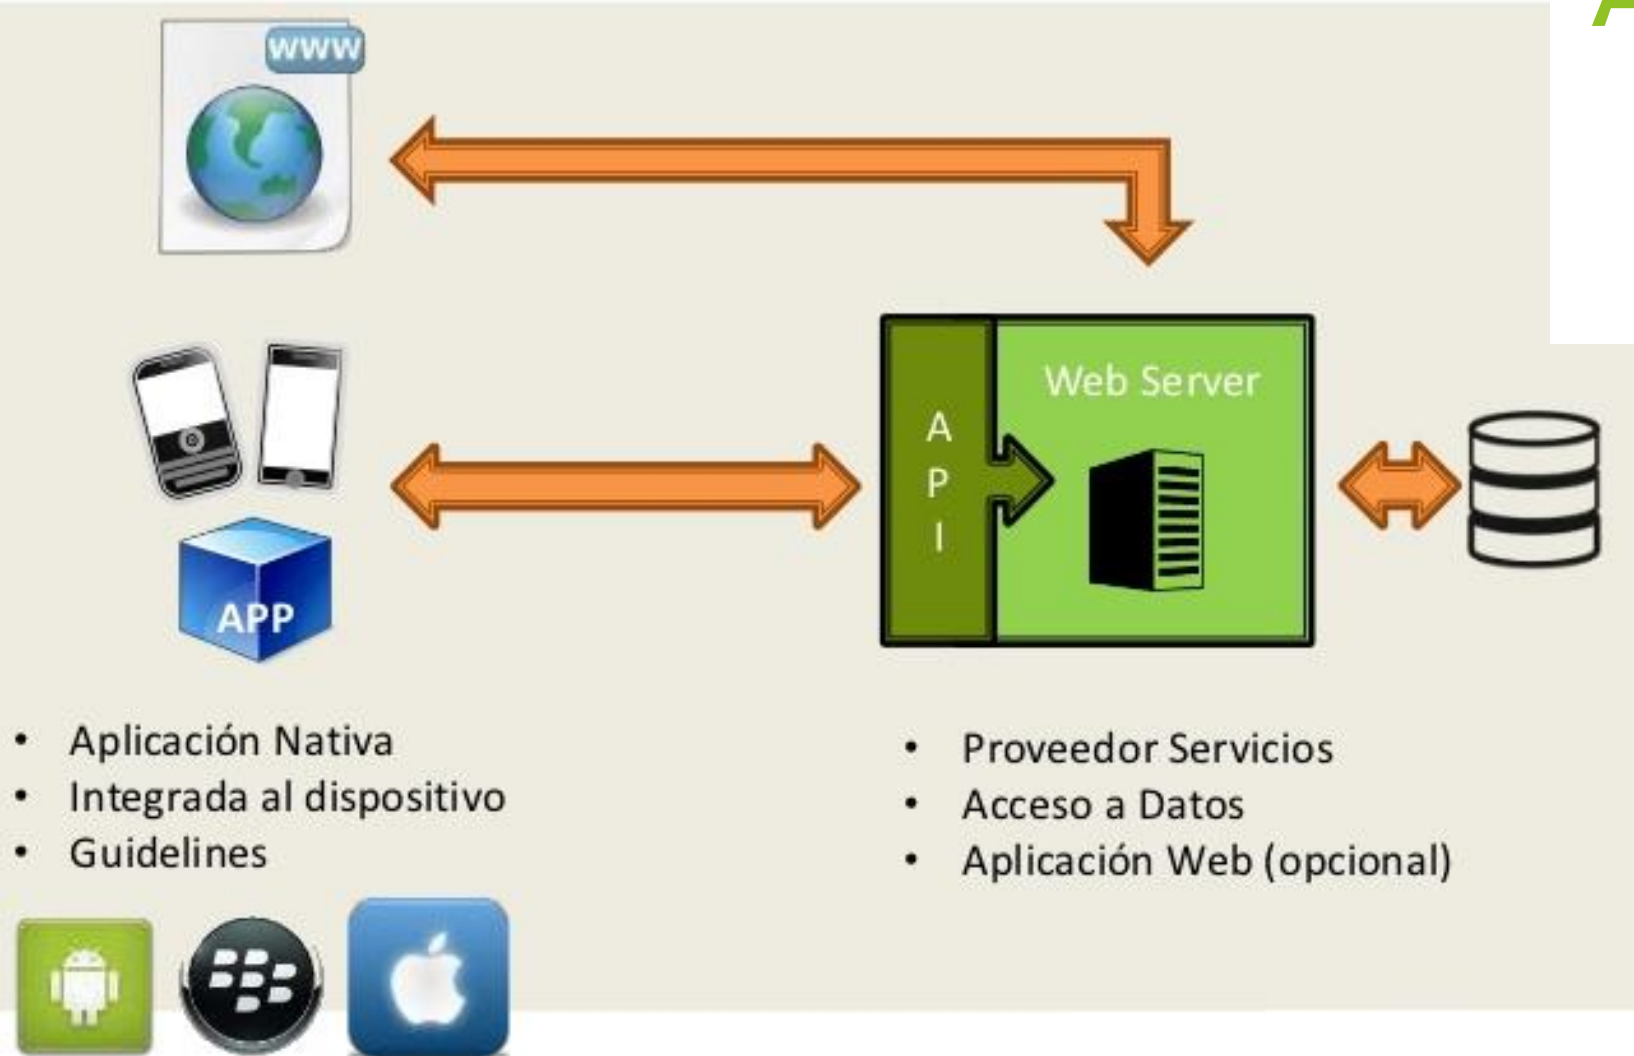 A
WWW
Web Server
A
P
I
APP
• Aplicación Nativa
• Integrada al dispositivo
• Guidelines
• Proveedor Servicios
• Acceso a Datos
• Aplicación Web (opcional)